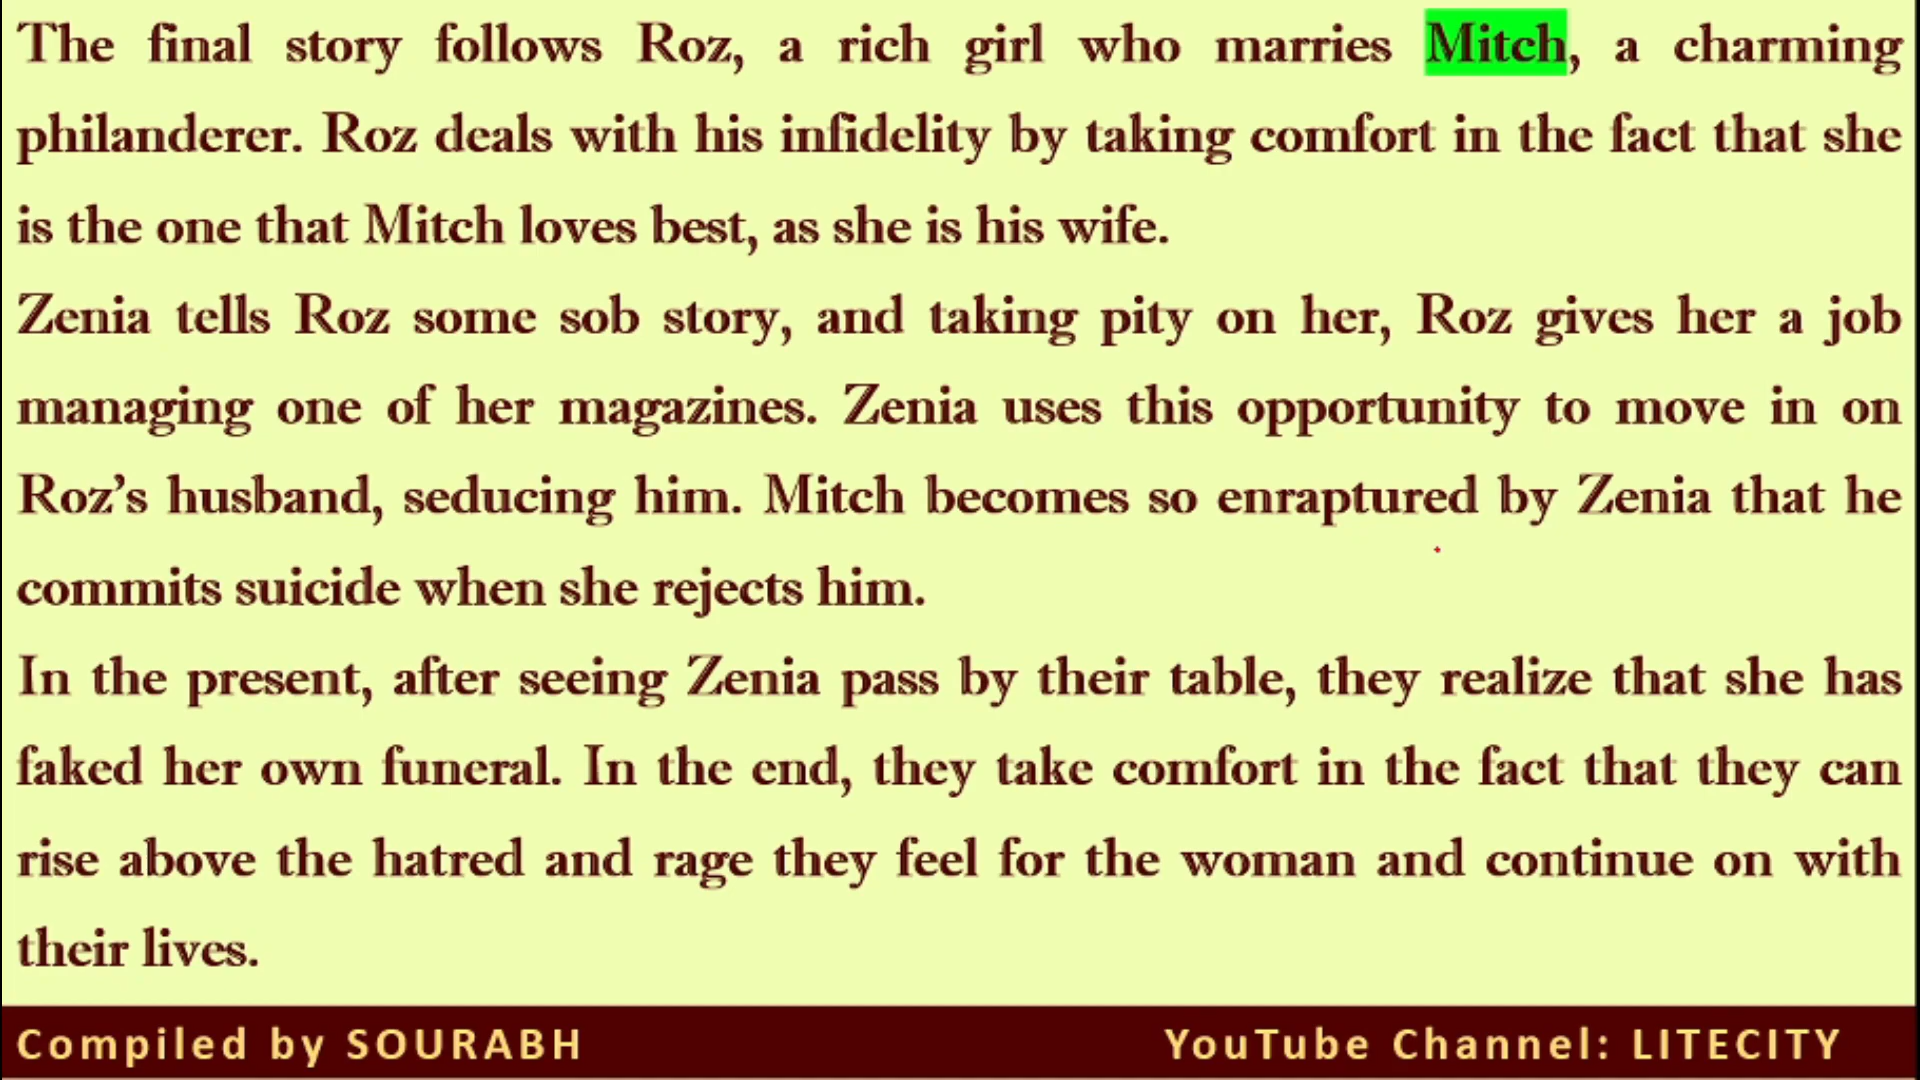 The final story follows Roz, a rich girl who marries Mitch, a charming
philanderer. Roz deals with his infidelity by taking comfort in the fact that she
is the one that Mitch loves best, as she is his wife.
Zenia tells Roz some sob story, and taking pity on her, Roz gives her a job
managing one of her magazines. Zenia uses this opportunity to move in on
Roz’s husband, seducing him. Mitch becomes so enraptured by Zenia that he
commits suicide when she rejects him.
In the present, after seeing Zenia pass by their table, they realize that she has
faked her own funeral. In the end, they take comfort in the fact that they can
rise above the hatred and rage they feel for the woman and continue on with
their lives.
Compiled by SOURABH
YouTube Channel: LITECITY